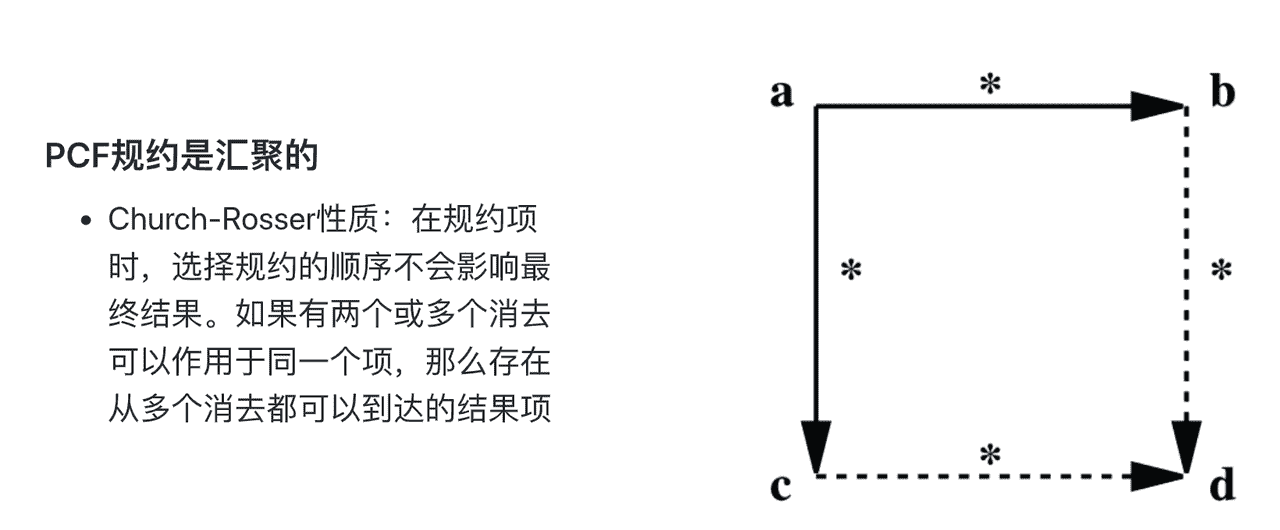 a
*
b
PCF规约是汇聚的
• Church-Rosser性质：在规约项
时，选择规约的顺序不会影响最
终结果。如果有两个或多个消去
可以作用于同一个项，那么存在
从多个消去都可以到达的结果项
*
*
*
c
d